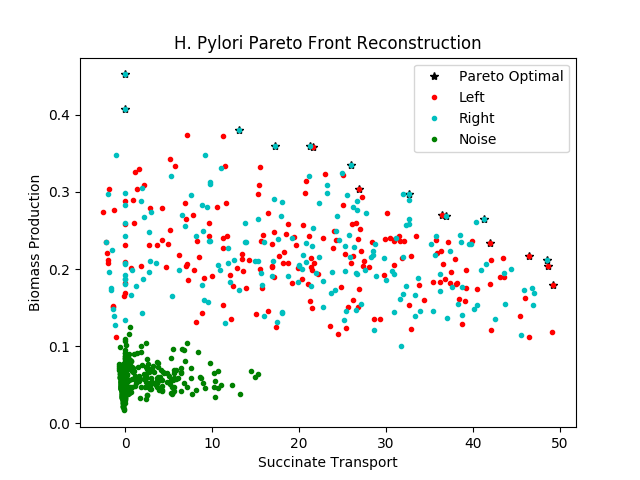 H. Pylori Pareto Front Reconstruction
Pareto Optimal
Left
Right
Noise
Biomass Production
0.4
0.3
0.2
0.1
0.0
0 10 20 30 40 50
Succinate Transport